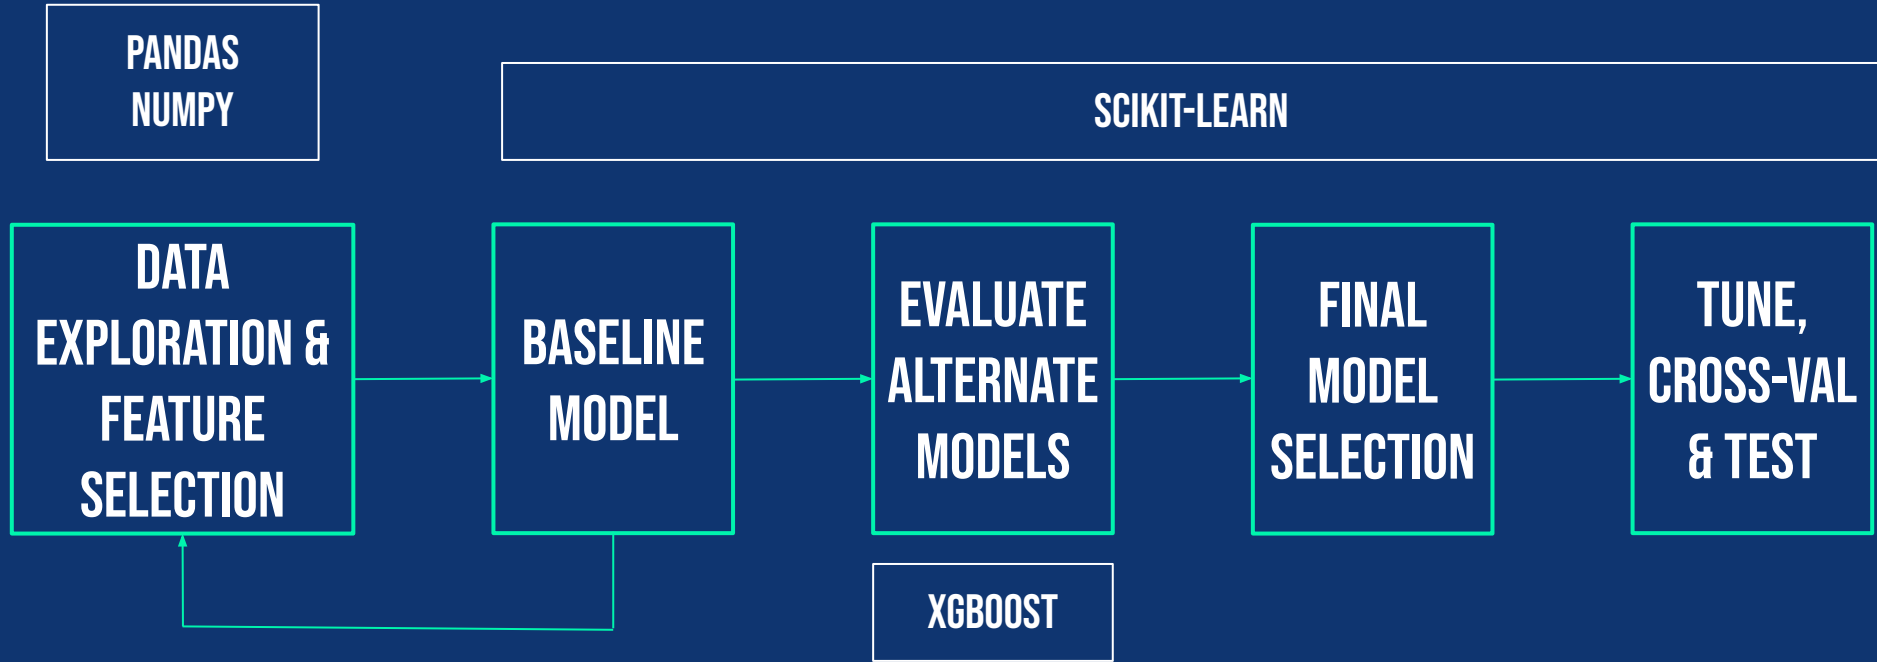 PANDAS
NUMPY
SCIKIT-LEARN
DATA
EXPLORATION &
FEATURE
SELECTION
BASELINE
MODEL
EVALUATE
ALTERNATE
MODELS
FINAL
MODEL
SELECTION
TUNE,
CROSS-VAL
& TEST
XGBOOST